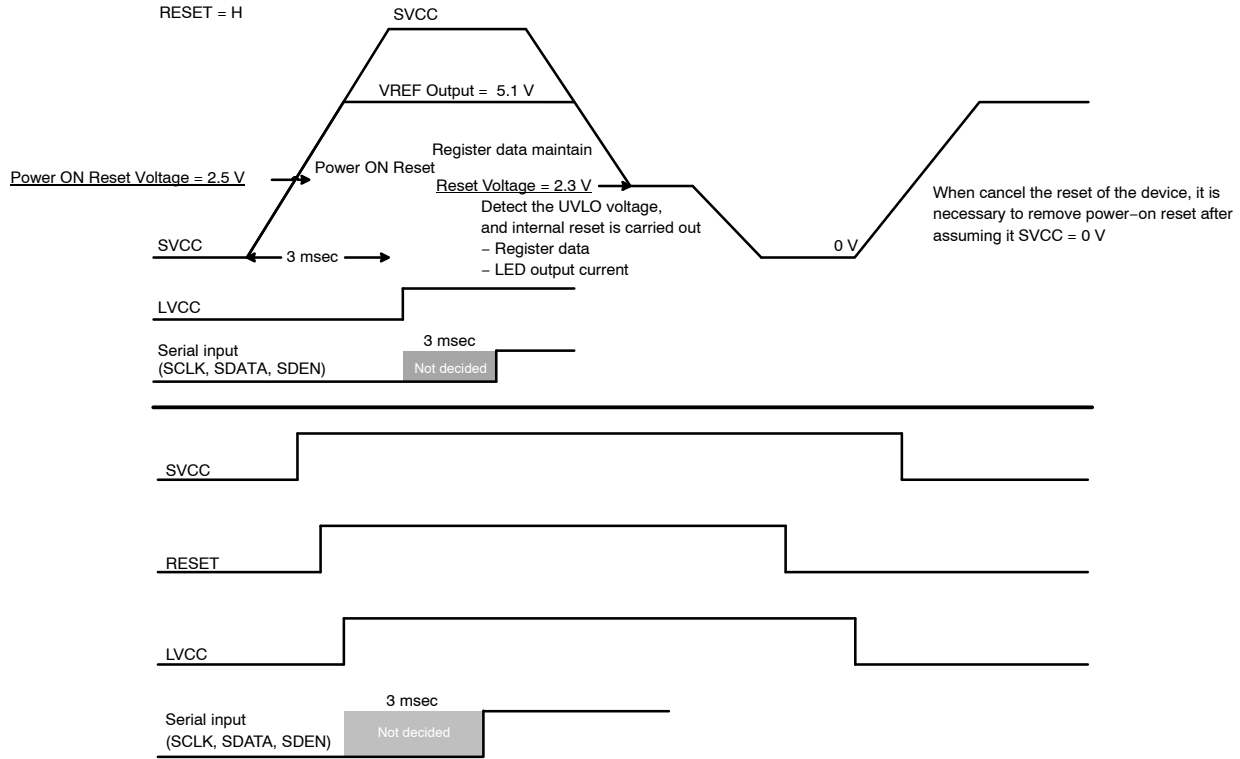 RESET = H
SVCC
VREF Output = 5.1 V
Register data maintain
Power ON Reset
Power ON Reset Voltage = 2.5 V
Reset Voltage = 2.3 V
Detect the UVLO voltage,
and internal reset is carried out
– Register data
– LED output current
When cancel the reset of the device, it is
necessary to remove power–on reset after
assuming it SVCC = 0 V
SVCC
3 msec
0 V
LVCC
3 msec
Serial input
(SCLK, SDATA, SDEN)
Not decided
SVCC
RESET
LVCC
3 msec
Serial input
(SCLK, SDATA, SDEN)
Not decided